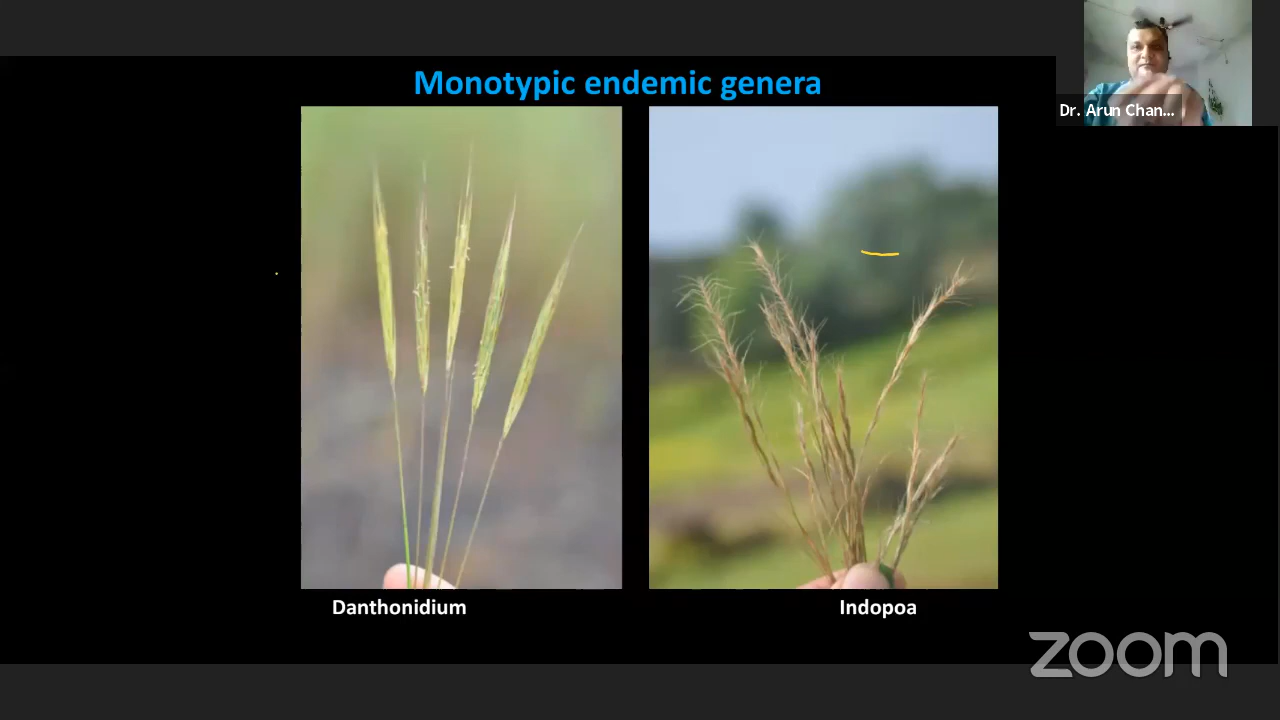 Monotypic endemic genera
Dr. Arun Chan...
Danthonidium
Indopoa
zoom